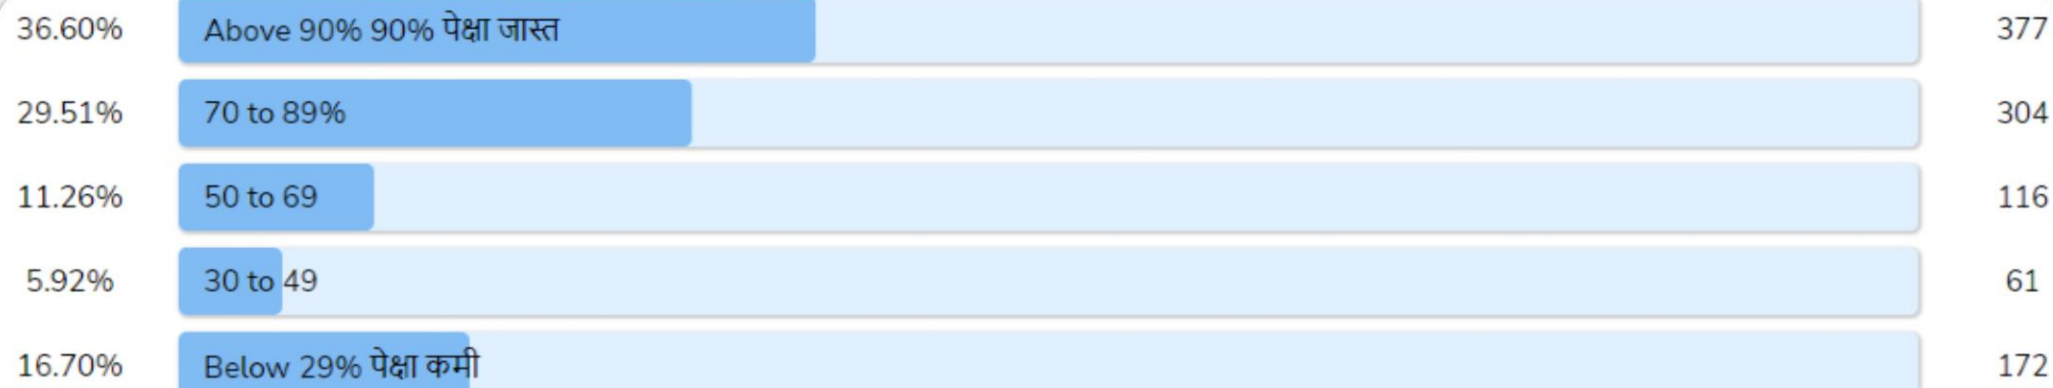 36.60% Above 90% 90% पेक्षा जास्त 377
29.51% 70 to 89% 304
11.26% 50 to 69 116
5.92% 30 to 49 61
16.70% Below 29% पेक्षा कमी 172